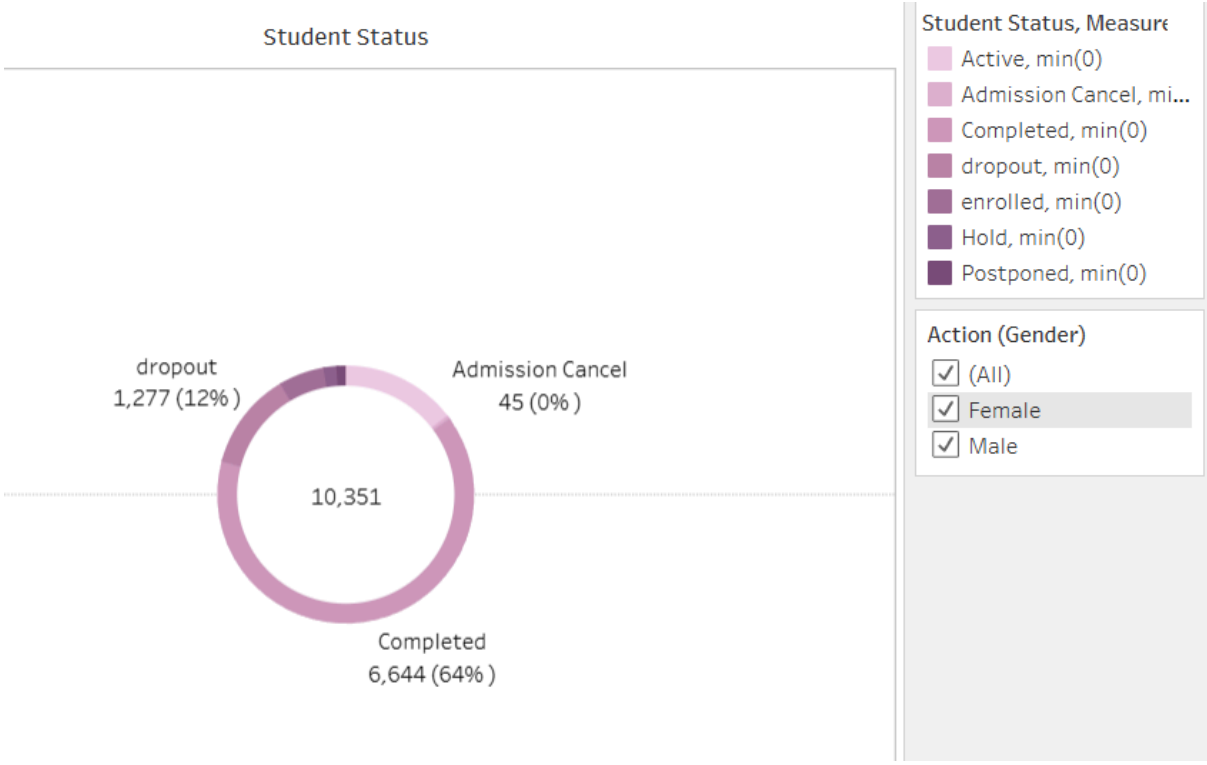 Student Status
dropout
1,277 (12% )
Admission Cancel
45 (0% )
10,351
Completed
6,644 (64% )
Student Status, Measure
Active, min(0)
Admission Cancel, mi...
Completed, min(0)
dropout, min(0)
enrolled, min(0)
Hold, min(0)
Postponed, min(0)
Action (Gender)
(All)
Female
Male